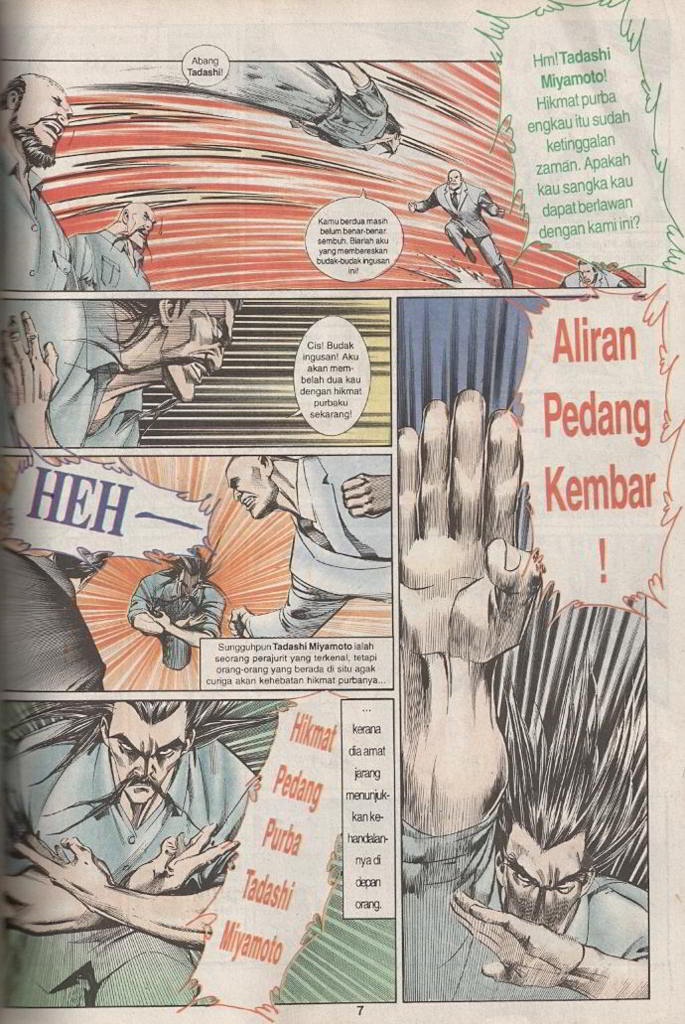 Abang
Tadashi!
Hm!Tadashi
Miyamoto!
Hikmat purba
engkau itu sudah
ketinggalan
zaman. Apakah
kau sangka kau
dapat berlawan
dengan kami ini?
Kamu berdua masih
belum benar-benar
sembuh. Biarlah aku
yang membereskan
budak-budak ingusan
ini!
Cis! Budak
ingusan! Aku
akan mem-
belah dua kau
dengan hikmat
purbaku
sekarang!
Aliran
Pedang
Kembar
!
HEH —
Sungguhpun Tadashi Miyamoto ialah
seorang perajurit yang terkenal, tetapi
orang-orang yang berada di situ agak
curiga akan kehebatan hikmat purbanya...
Hikmat
Pedang
Purba
Tadashi
Miyamoto
...
kerana
dia amat
jarang
menunjuk-
kan ke-
handalan-
nya di
depan
orang.
7